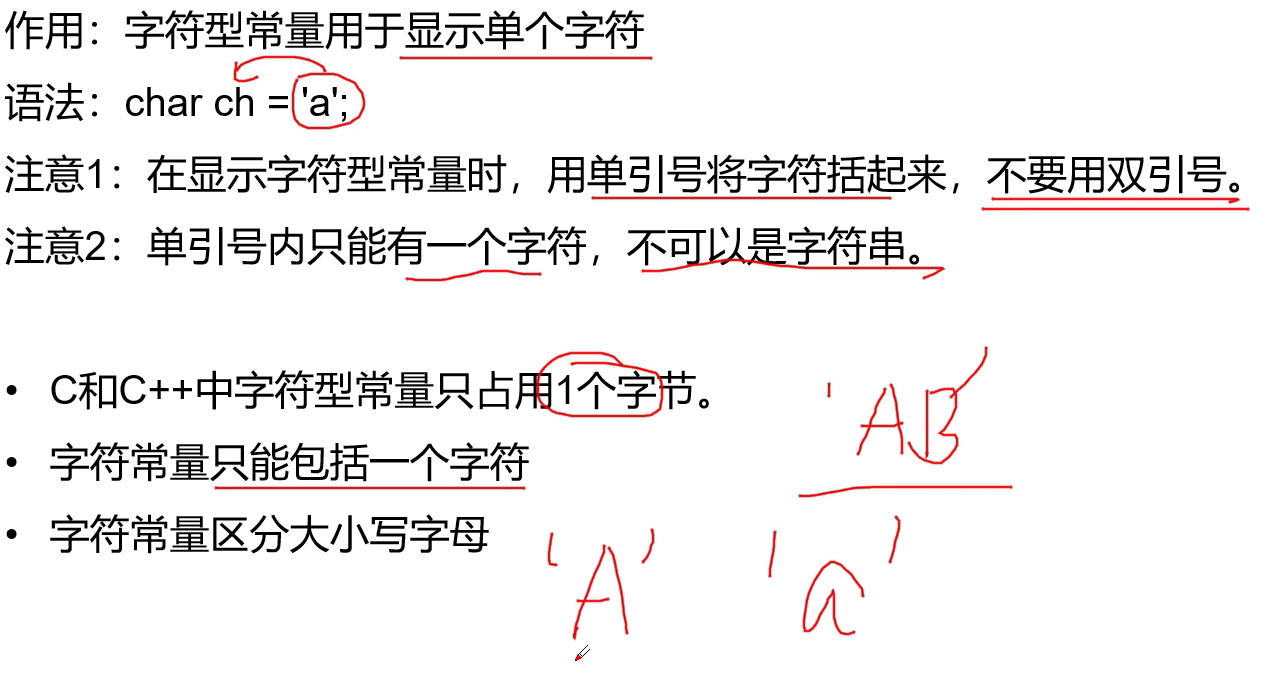 作用：字符型常量用于显示单个字符
语法：char ch = 'a';
注意1：在显示字符型常量时，用单引号将字符括起来，不要用双引号。
注意2：单引号内只能有一个字符，不可以是字符串。
• C和C++中字符型常量只占用1个字节。
'AB'
• 字符常量只能包括一个字符
• 字符常量区分大小写字母
'A' 'a'